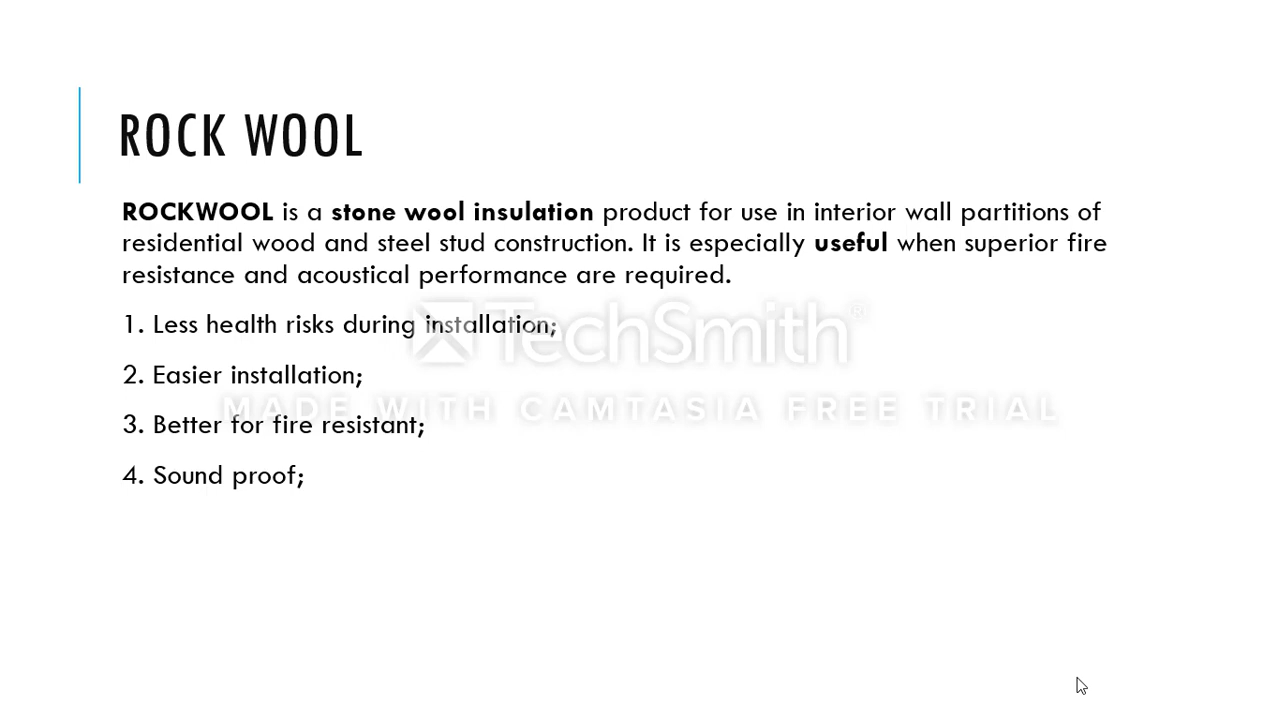 ROCK WOOL
ROCKWOOL is a stone wool insulation product for use in interior wall partitions of
residential wood and steel stud construction. It is especially useful when superior fire
resistance and acoustical performance are required.
1. Less health risks during installation;
TechSmith®
2. Easier installation;
MADE WITH CAMTASIA FREE TRIAL
3. Better for fire resistant;
4. Sound proof;